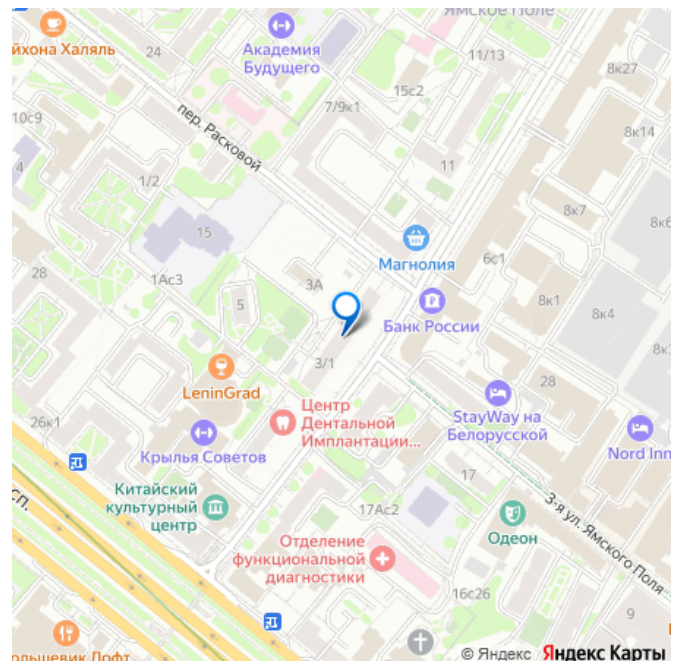 Ямское Поле
йхона Халяль
24
Академия
Будущего
11/13
8к27
15с2
7/9к1
10с9
пер. Расковой
8к14
4
11
1/2
8к7
15
8к6
Магнолия
6с1
28
1Ас3
3А
5
Банк России
8к1
8к4
3/1
LeninGrad
28
Центр
Дентальной
Имплантации...
StayWay на
Белорусской
26к1
Крылья Советов
Nord Inn
17
Китайский
культурный
центр
3-я ул. Ямского Поля
СП.
17Ас2
Одеон
Отделение
функциональной
диагностики
16с26
9
ольшевик Лофт
© Яндекс Яндекс Карты